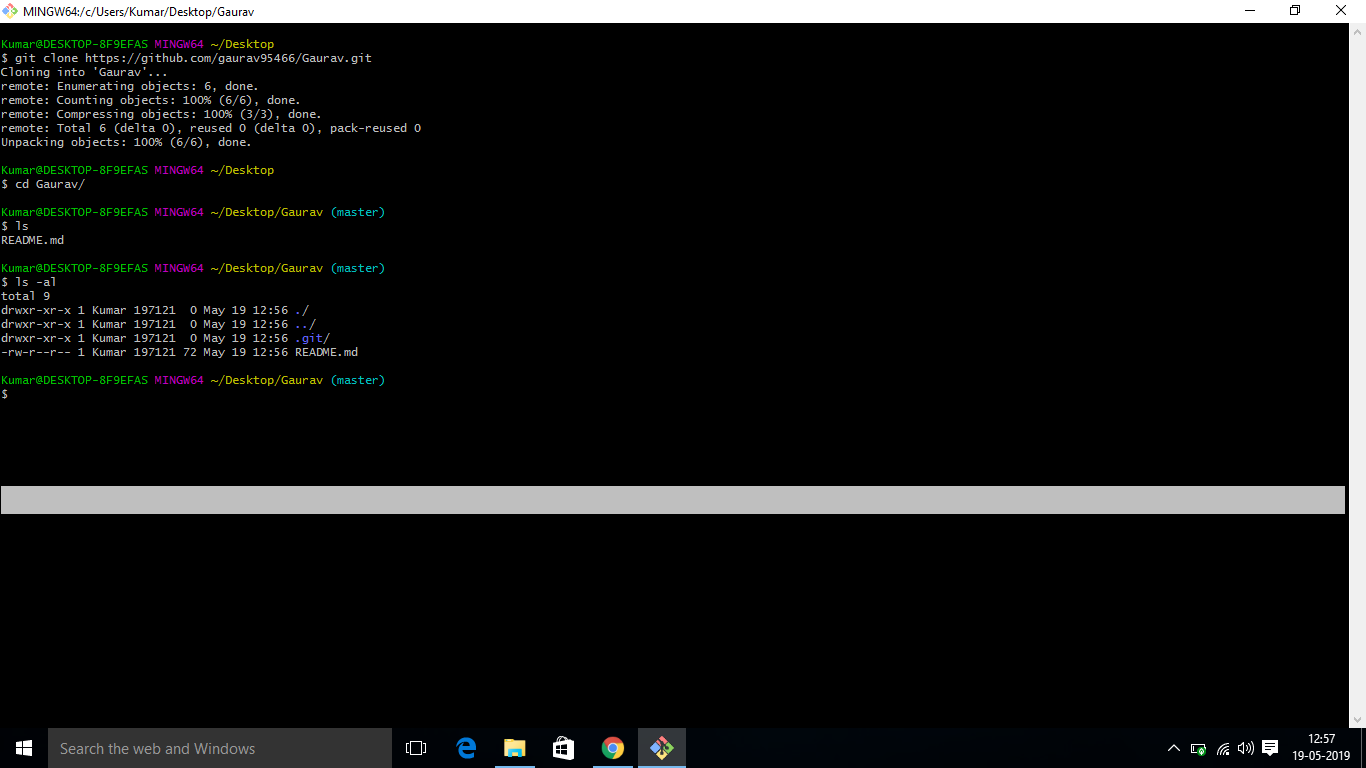 MINGW64:/c/Users/Kumar/Desktop/Gaurav
Kumar@DESKTOP-8F9EFAS MINGW64 ~/Desktop
$ git clone https://github.com/gaurav95466/Gaurav.git
Cloning into 'Gaurav'...
remote: Enumerating objects: 6, done.
remote: Counting objects: 100% (6/6), done.
remote: Compressing objects: 100% (3/3), done.
remote: Total 6 (delta 0), reused 0 (delta 0), pack-reused 0
Unpacking objects: 100% (6/6), done.
Kumar@DESKTOP-8F9EFAS MINGW64 ~/Desktop
$ cd Gaurav/
Kumar@DESKTOP-8F9EFAS MINGW64 ~/Desktop/Gaurav (master)
$ ls
README.md
Kumar@DESKTOP-8F9EFAS MINGW64 ~/Desktop/Gaurav (master)
$ ls -al
total 9
drwxr-xr-x 1 Kumar 197121  0 May 19 12:56 ./
drwxr-xr-x 1 Kumar 197121  0 May 19 12:56 ../
drwxr-xr-x 1 Kumar 197121  0 May 19 12:56 .git/
-rw-r--r-- 1 Kumar 197121 72 May 19 12:56 README.md
Kumar@DESKTOP-8F9EFAS MINGW64 ~/Desktop/Gaurav (master)
$
Search the web and Windows
12:57
19-05-2019